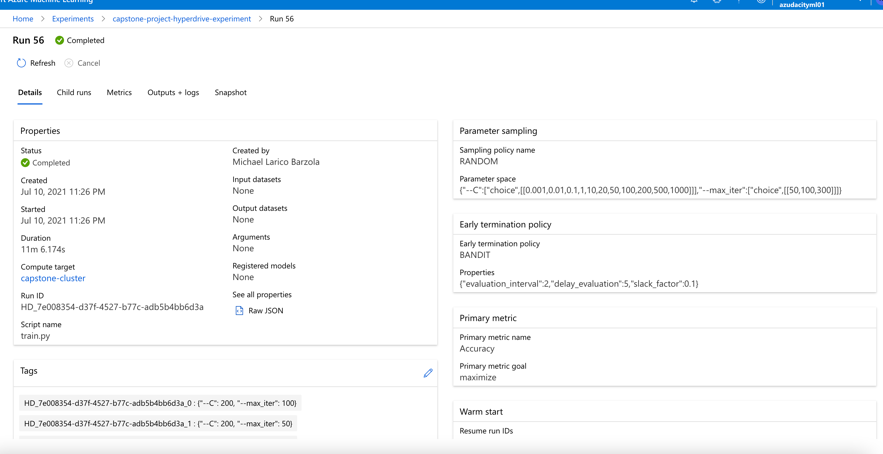 azudacityml01
Home > Experiments > capstone-project-hyperdrive-experiment > Run 56
Run 56 Completed
Refresh Cancel
Details Child runs Metrics Outputs + logs Snapshot
Properties
Status
Completed
Created
Jul 10, 2021 11:26 PM
Started
Jul 10, 2021 11:26 PM
Duration
11m 6.174s
Compute target
capstone-cluster
Run ID
HD_7e008354-d37f-4527-b77c-adb5b4bb6d3a
Script name
train.py
Created by
Michael Larico Barzola
Input datasets
None
Output datasets
None
Arguments
None
Registered models
None
See all properties
Raw JSON
Tags
HD_7e008354-d37f-4527-b77c-adb5b4bb6d3a_0 : {"--C": 200, "--max_iter": 100}
HD_7e008354-d37f-4527-b77c-adb5b4bb6d3a_1 : {"--C": 200, "--max_iter": 50}
Parameter sampling
Sampling policy name
RANDOM
Parameter space
{"--C":["choice",[[0.001,0.01,0.1,1,10,20,50,100,200,500,1000]]],"--max_iter":["choice",[[50,100,300]]]}
Early termination policy
Early termination policy
BANDIT
Properties
{"evaluation_interval":2,"delay_evaluation":5,"slack_factor":0.1}
Primary metric
Primary metric name
Accuracy
Primary metric goal
maximize
Warm start
Resume run IDs